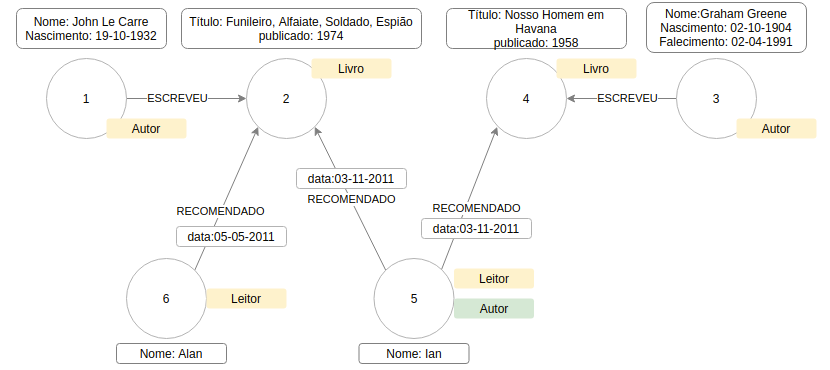 Nome: John Le Carre
Nascimento: 19-10-1932
Título: Funileiro, Alfaiate, Soldado, Espião
publicado: 1974
Título: Nosso Homem em
Havana
publicado: 1958
Nome:Graham Greene
Nascimento: 02-10-1904
Falecimento: 02-04-1991
Livro
Livro
1
ESCREVEU
2
4
ESCREVEU
3
Autor
Autor
data:03-11-2011
RECOMENDADO
RECOMENDADO
RECOMENDADO
data:05-05-2011
data:03-11-2011
Leitor
6
Leitor
5
Autor
Nome: Alan
Nome: Ian